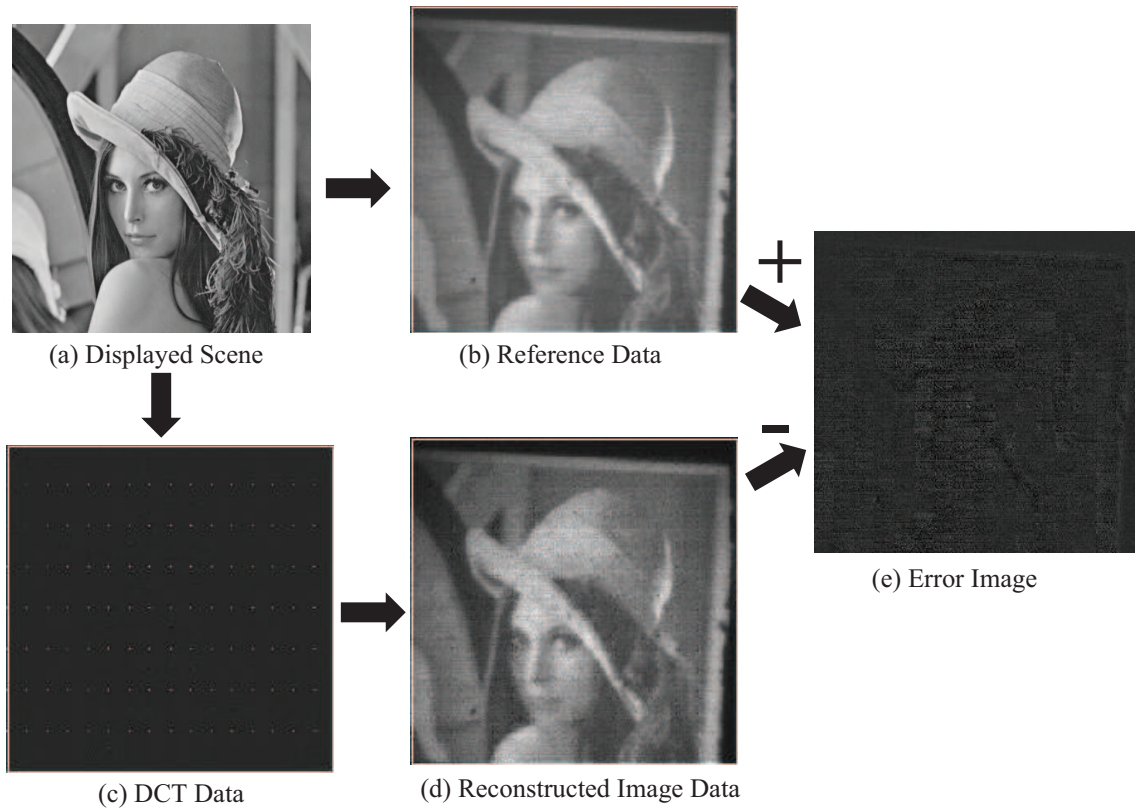 (a) Displayed Scene
(b) Reference Data
+
-
(e) Error Image
(c) DCT Data
(d) Reconstructed Image Data